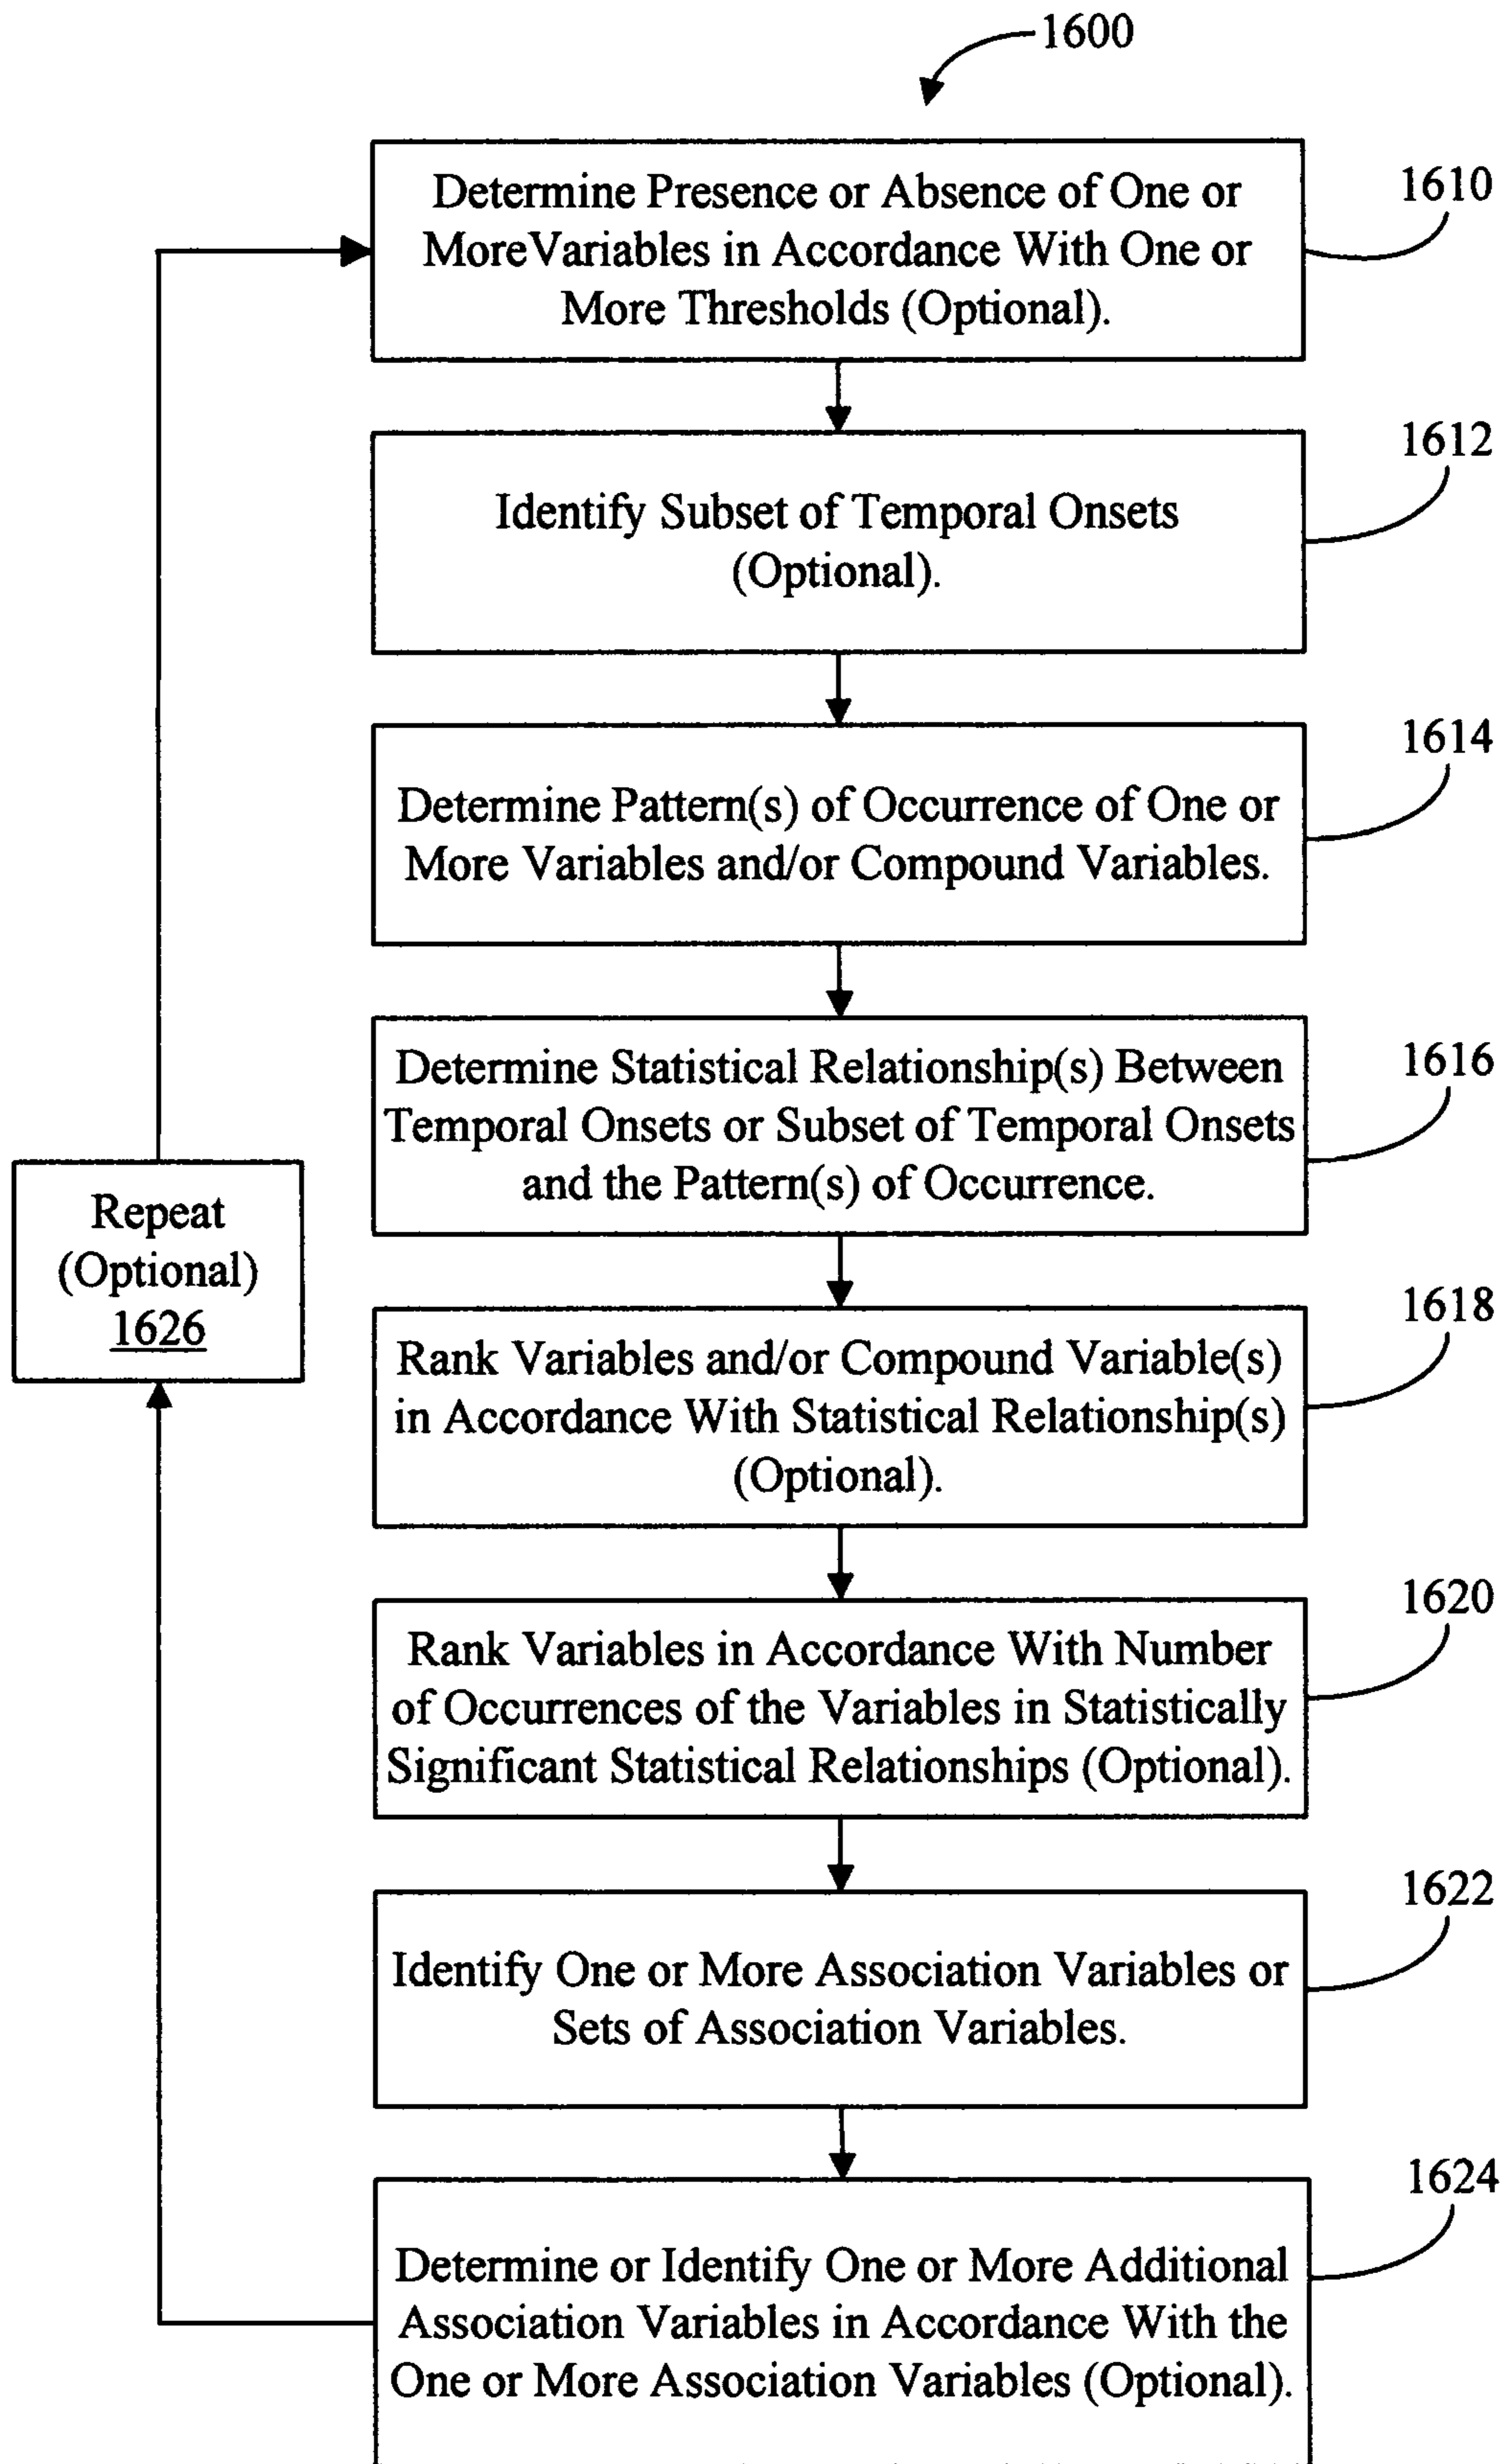 1600
Determine Presence or Absence of One or
MoreVariables in Accordance With One or
More Thresholds (Optional).
1610
Identify Subset of Temporal Onsets
(Optional).
1612
Determine Pattern(s) of Occurrence of One or
More Variables and/or Compound Variables.
1614
Determine Statistical Relationship(s) Between
Temporal Onsets or Subset of Temporal Onsets
and the Pattern(s) of Occurrence.
1616
Repeat
(Optional)
1626
Rank Variables and/or Compound Variable(s)
in Accordance With Statistical Relationship(s)
(Optional).
1618
Rank Variables in Accordance With Number
of Occurrences of the Variables in Statistically
Significant Statistical Relationships (Optional).
1620
Identify One or More Association Variables or
Sets of Association Variables.
1622
Determine or Identify One or More Additional
Association Variables in Accordance With the
One or More Association Variables (Optional).
1624